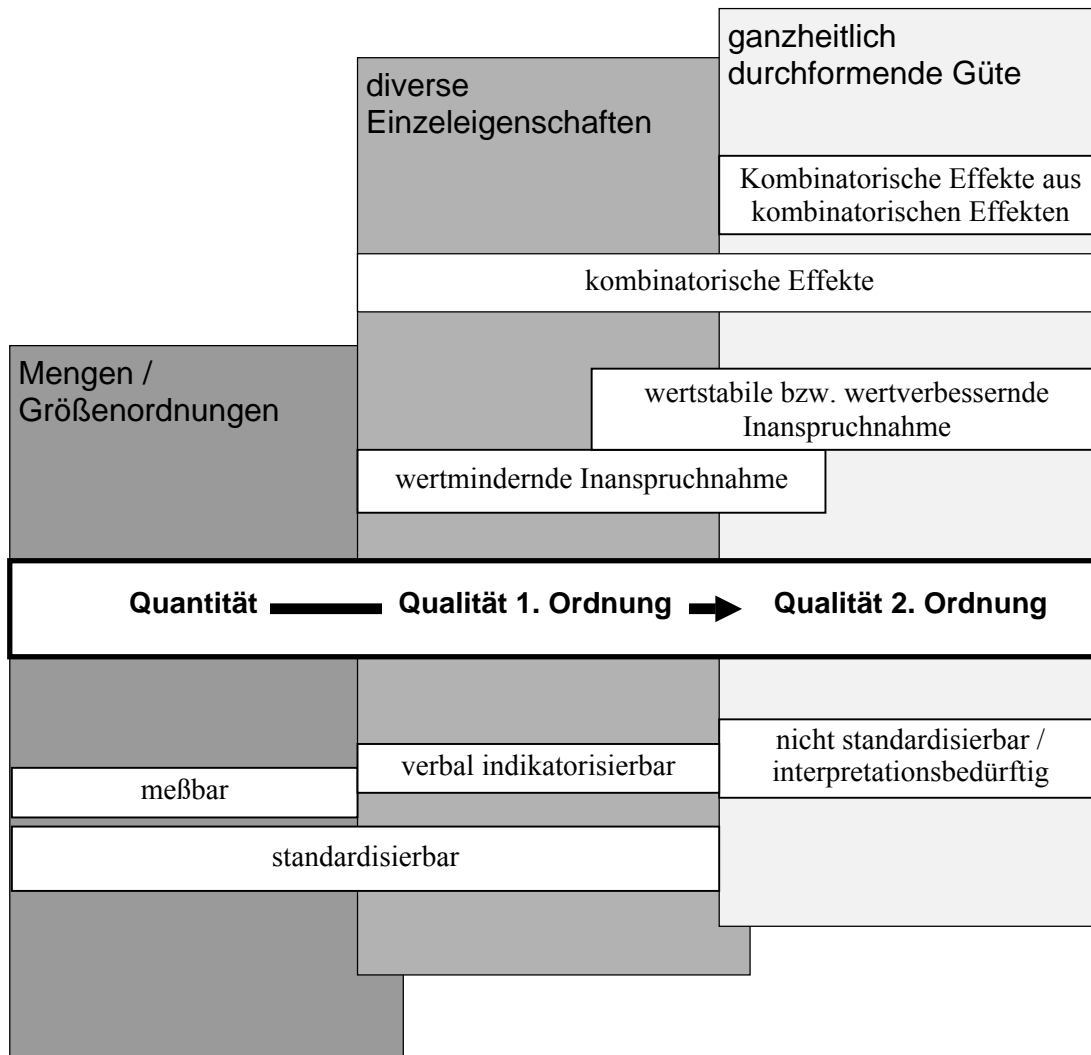 ganzheitlich
durchformende Güte
diverse
Einzeleigenschaften
Kombinatorische Effekte aus
kombinatorischen Effekten
kombinatorische Effekte
Mengen /
Größenordnungen
wertstabile bzw. wertverbessernde
Inanspruchnahme
wertmindernde Inanspruchnahme
Quantität Qualität 1. Ordnung Qualität 2. Ordnung
nicht standardisierbar /
interpretationsbedürftig
verbal indikatorisierbar
meßbar
standardisierbar